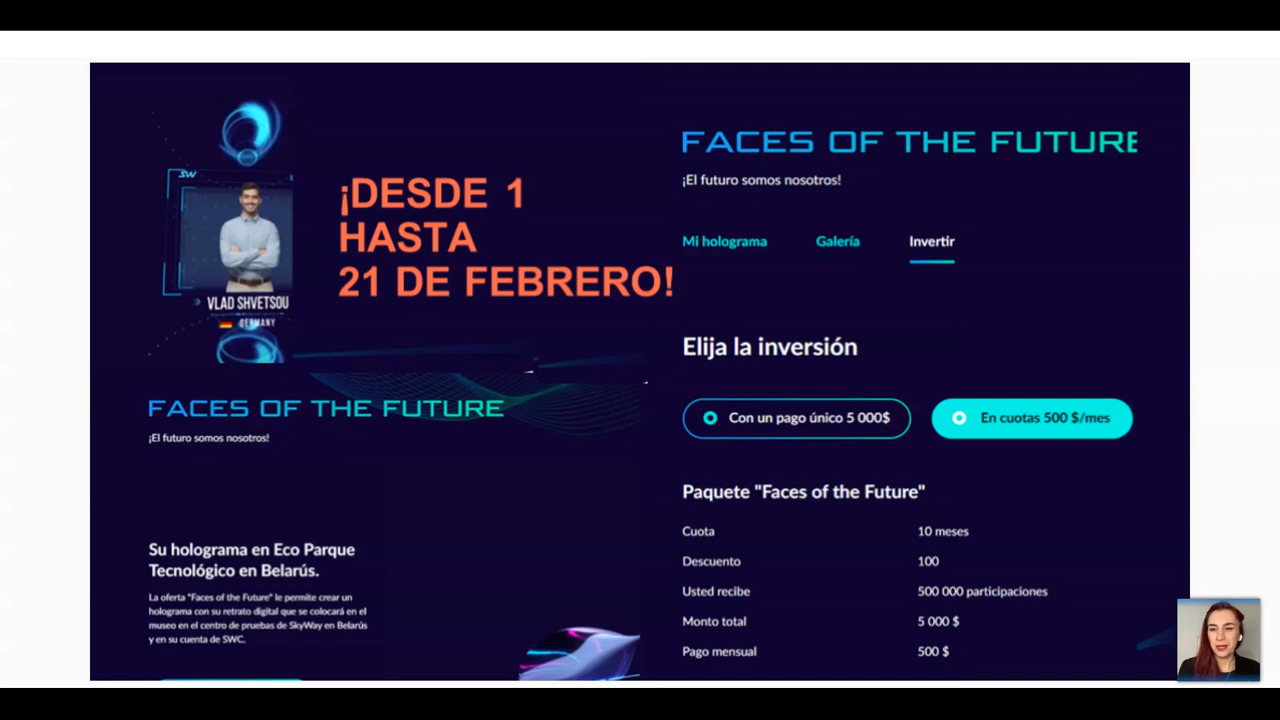 SW
VLAD SHVETSOU
GERMANY
¡DESDE 1
HASTA
21 DE FEBRERO!
FACES OF THE FUTURE
¡El futuro somos nosotros!
Su holograma en Eco Parque
Tecnológico en Belarús.
La oferta "Faces of the Future" le permite crear un
holograma con su retrato digital que se colocará en el
museo en el centro de pruebas de SkyWay en Belarús
y en su cuenta de SWC.
FACES OF THE FUTURE
¡El futuro somos nosotros!
Mi holograma Galería Invertir
Elija la inversión
Con un pago único 5 000$ En cuotas 500 $/mes
Paquete "Faces of the Future"
Cuota 10 meses
Descuento 100
Usted recibe 500 000 participaciones
Monto total 5 000 $
Pago mensual 500 $